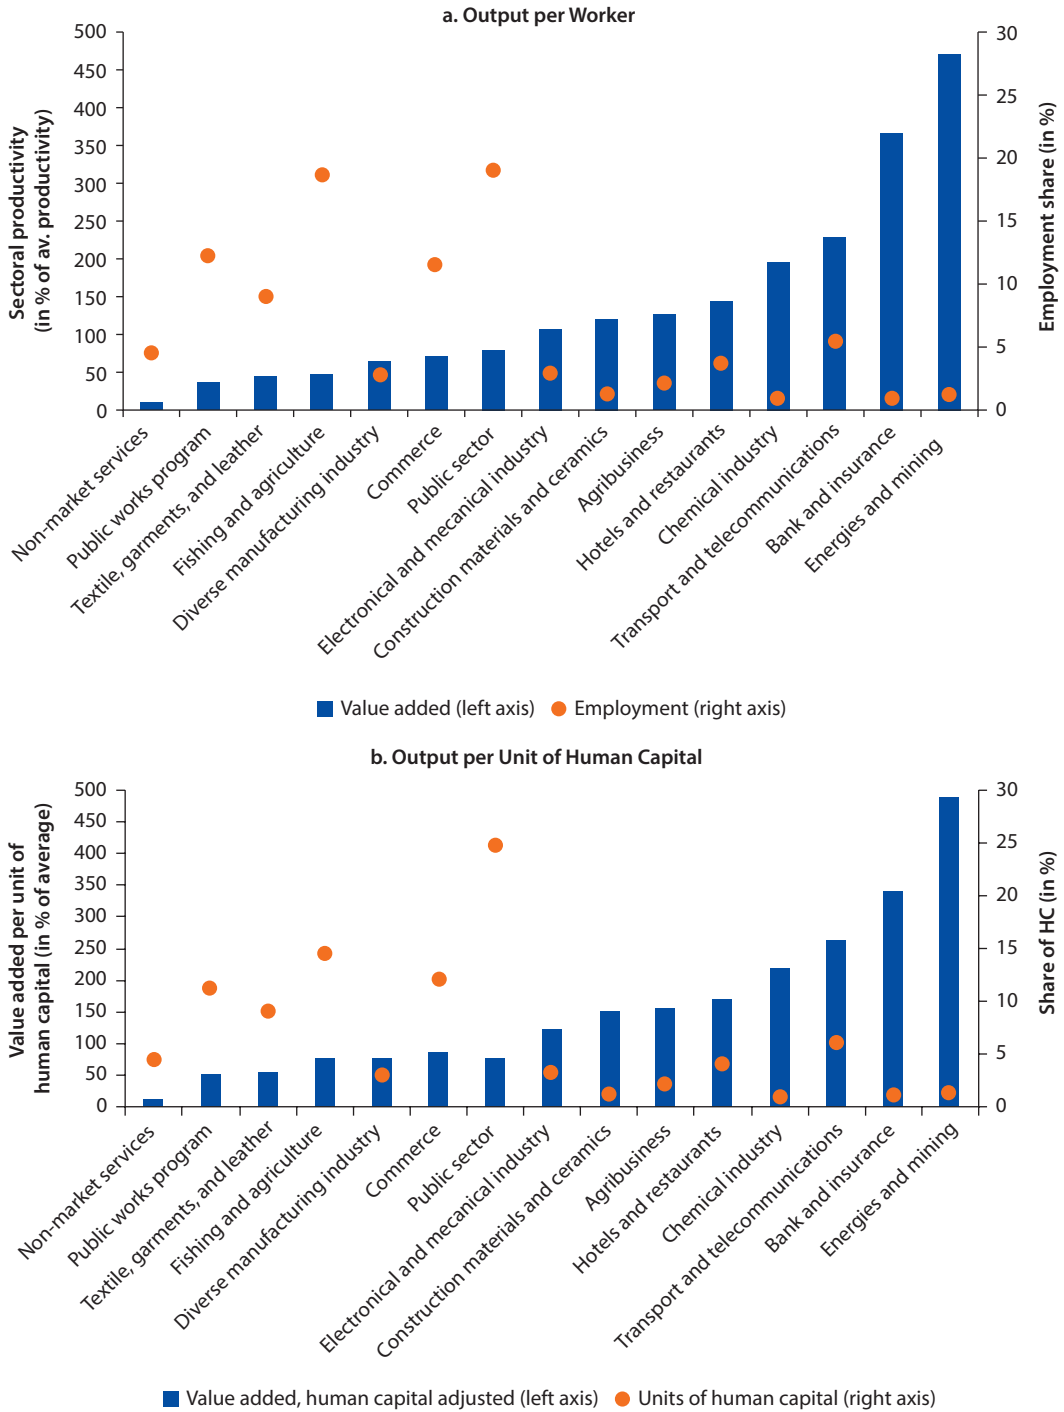 a. Output per Worker
Sectoral productivity
(in % of av. productivity)
500
450
400
350
300
250
200
150
100
50
0
30
25
20
15
10
5
0
Employment share (in %)
Non-market services
Public works program
Textile, garments, and leather
Fishing and agriculture
Diverse manufacturing industry
Commerce
Public sector
Electronical and mecanical industry
Construction materials and ceramics
Agribusiness
Hotels and restaurants
Chemical industry
Transport and telecommunications
Bank and insurance
Energies and mining
Value added (left axis)
Employment (right axis)
b. Output per Unit of Human Capital
Value added per unit of
human capital (in % of average)
500
450
400
350
300
250
200
150
100
50
0
30
25
20
15
10
5
0
Share of HC (in %)
Non-market services
Public works program
Textile, garments, and leather
Fishing and agriculture
Diverse manufacturing industry
Commerce
Public sector
Electronical and mecanical industry
Construction materials and ceramics
Agribusiness
Hotels and restaurants
Chemical industry
Transport and telecommunications
Bank and insurance
Energies and mining
Value added, human capital adjusted (left axis)
Units of human capital (right axis)